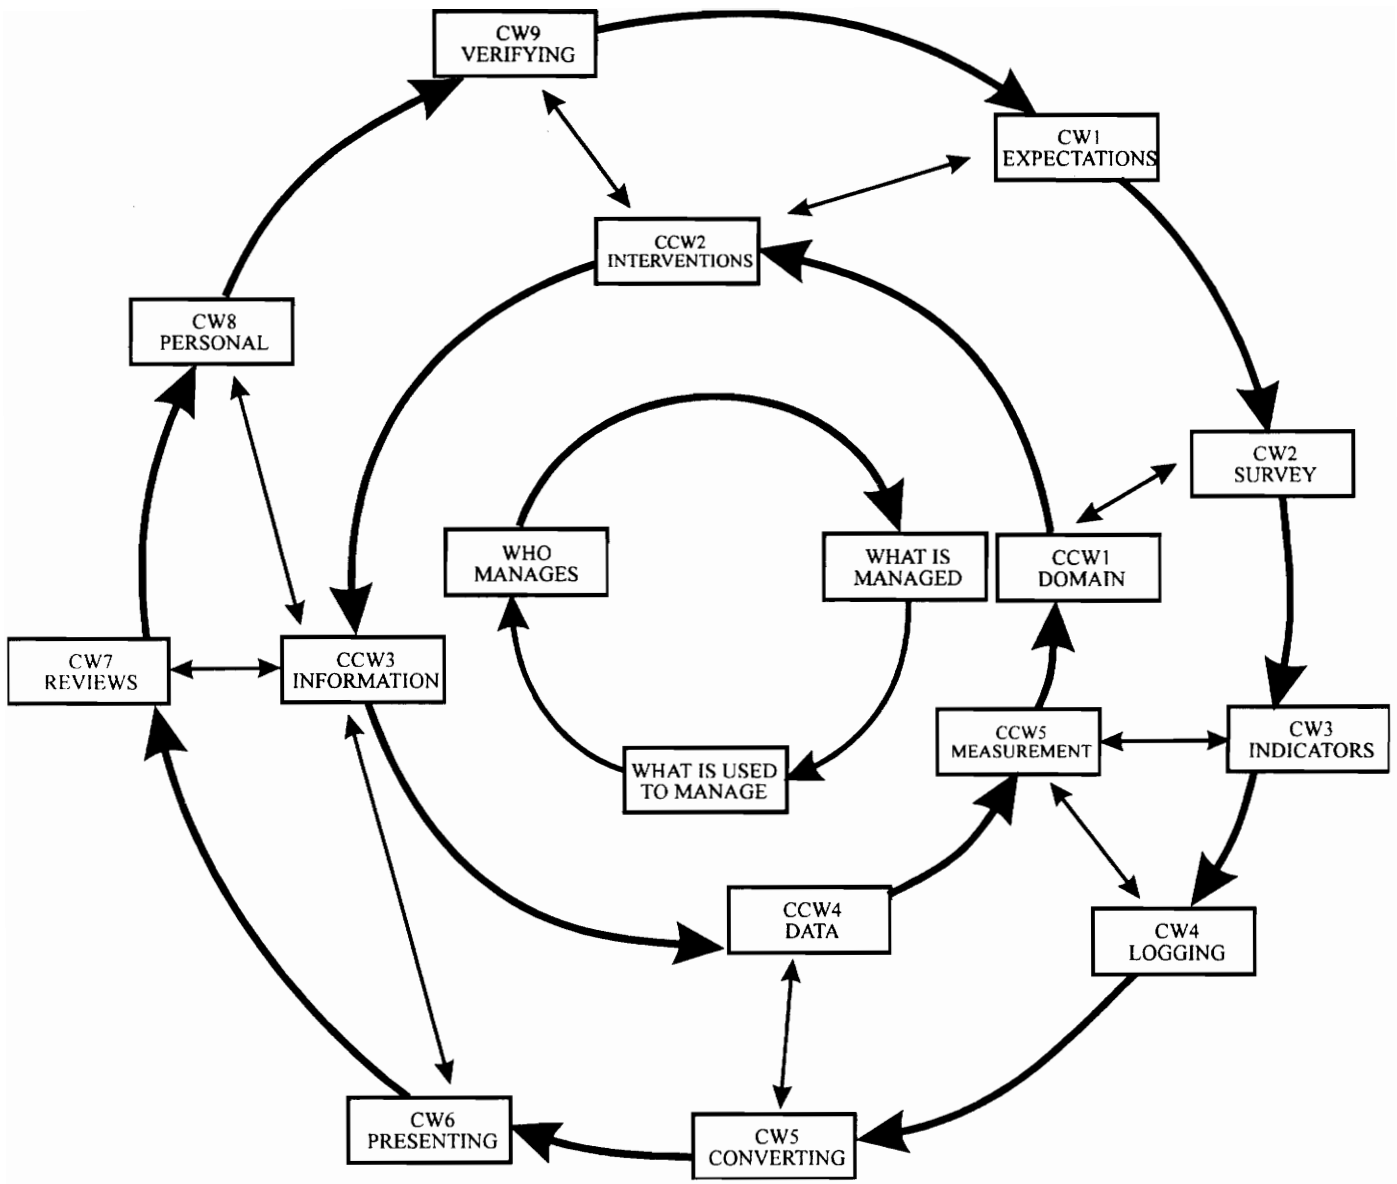 CW9
VERIFYING
CW1
EXPECTATIONS
CCW2
INTERVENTIONS
CW8
PERSONAL
CW2
SURVEY
WHO
MANAGES
WHAT IS
MANAGED
CCW1
DOMAIN
CW7
REVIEWS
CCW3
INFORMATION
CCW5
MEASUREMENT
CW3
INDICATORS
WHAT IS USED
TO MANAGE
CCW4
DATA
CW4
LOGGING
CW6
PRESENTING
CW5
CONVERTING